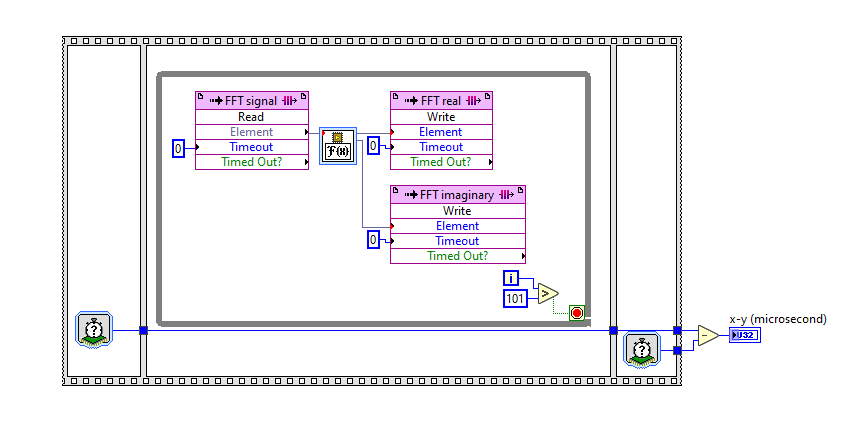 FFT signal
Read
Element
Timeout
Timed Out?
0
F(x)
FFT real
Write
Element
Timeout
Timed Out?
0
FFT imaginary
Write
Element
Timeout
Timed Out?
0
i
101
>
?
?
-
x-y (microsecond)
U32